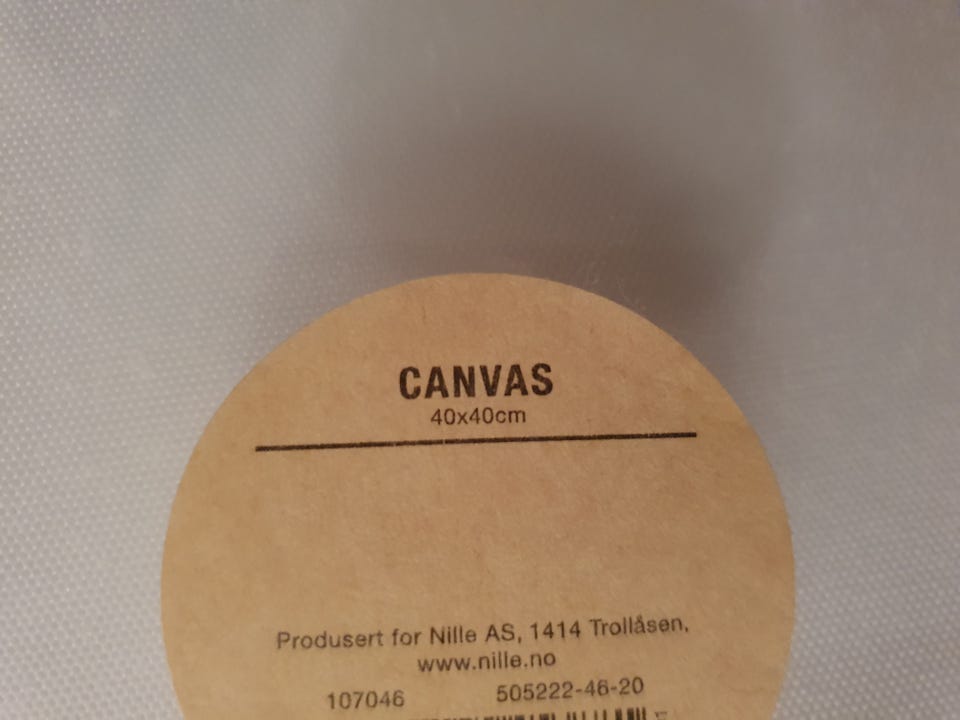 CANVAS
40x40cm
Produsert for Nille AS, 1414 Trollåsen.
www.nille.no
107046 505222-46-20